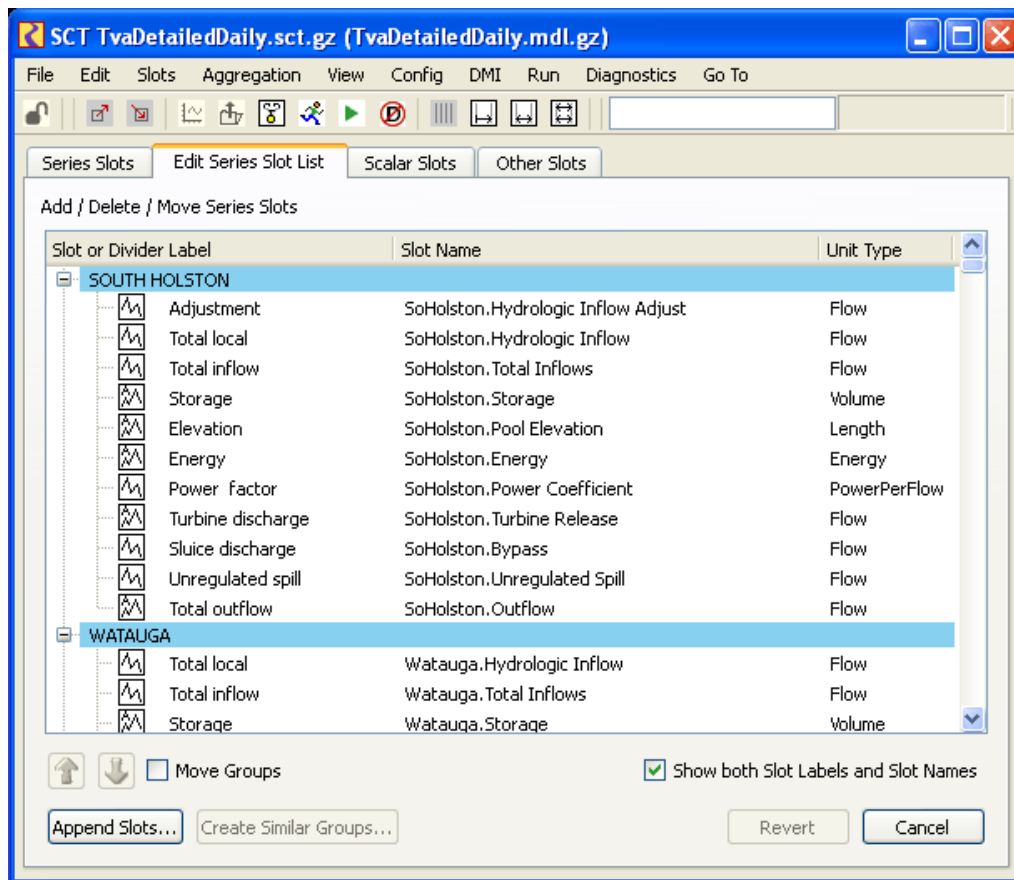 SCT TvaDetailedDaily.sct.gz (TvaDetailedDaily.mdl.gz)
File Edit Slots Aggregation View Config DMI Run Diagnostics Go To
Series Slots Edit Series Slot List Scalar Slots Other Slots
Add / Delete / Move Series Slots
Slot or Divider Label Slot Name Unit Type
SOUTH HOLSTON
Adjustment SoHolston.Hydrologic Inflow Adjust Flow
Total local SoHolston.Hydrologic Inflow Flow
Total inflow SoHolston.Total Inflows Flow
Storage SoHolston.Storage Volume
Elevation SoHolston.Pool Elevation Length
Energy SoHolston.Energy Energy
Power factor SoHolston.Power Coefficient PowerPerFlow
Turbine discharge SoHolston.Turbine Release Flow
Sluice discharge SoHolston.Bypass Flow
Unregulated spill SoHolston.Unregulated Spill Flow
Total outflow SoHolston.Outflow Flow
WATAUGA
Total local Watauga.Hydrologic Inflow Flow
Total inflow Watauga.Total Inflows Flow
Storage Watauga.Storage Volume
Move Groups Show both Slot Labels and Slot Names
Append Slots... Create Similar Groups... Revert Cancel